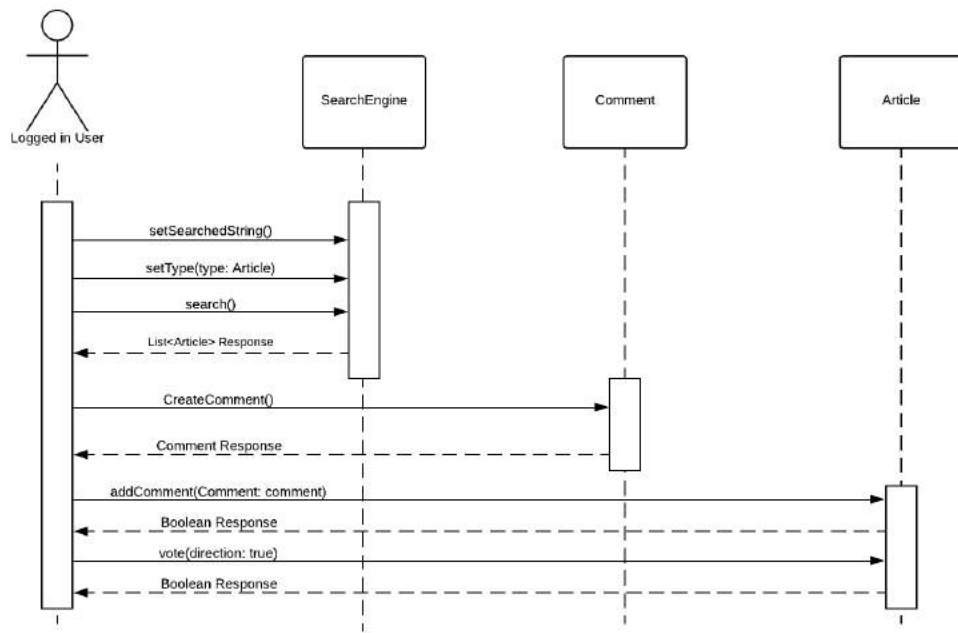 SearchEngine
Comment
Article
Logged in User
setSearchedString()
setType(type: Article)
search()
List<Article> Response
CreateComment()
Comment Response
addComment(Comment: comment)
Boolean Response
vote(direction: true)
Boolean Response